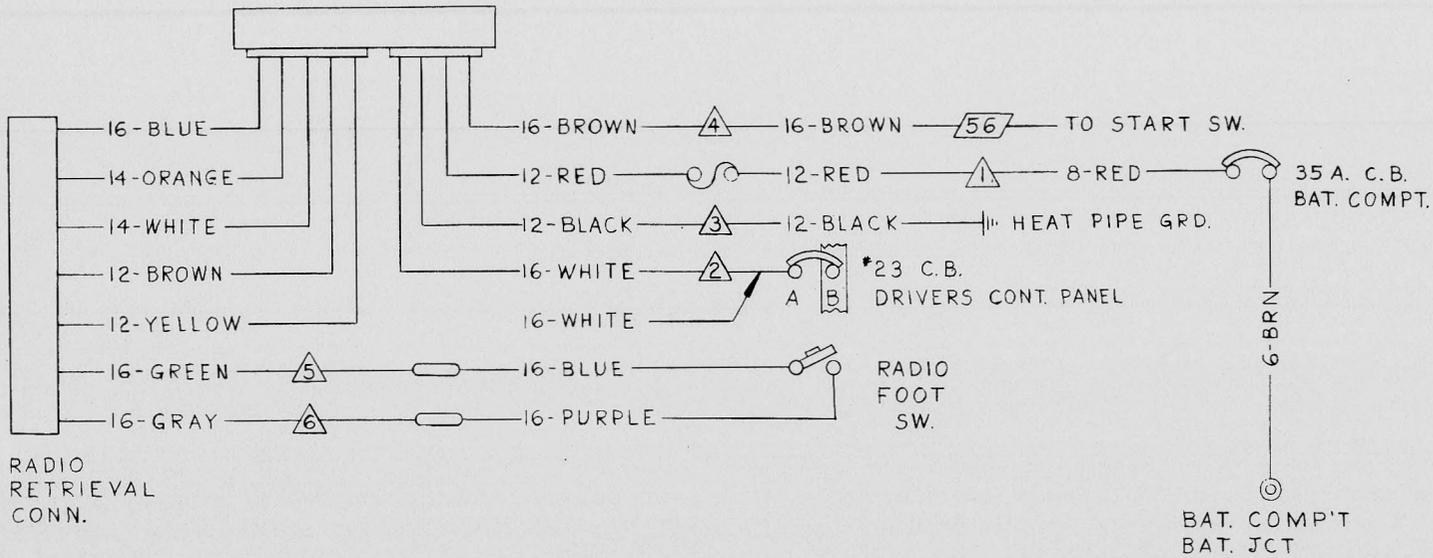 16-BLUE
14-ORANGE
14-WHITE
12-BROWN
12-YELLOW
16-GREEN 5 16-BLUE
16-GRAY 6 16-PURPLE
RADIO
RETRIEVAL
CONN.
16-BROWN 4 16-BROWN 56 TO START SW.
12-RED 12-RED 1 8-RED
35 A. C.B.
BAT. COMPT.
12-BLACK 3 12-BLACK HEAT PIPE GRD.
16-WHITE 2
A B
#23 C.B.
DRIVERS CONT. PANEL
16-WHITE
RADIO
FOOT
SW.
6-BRN
BAT. COMP'T
BAT. JCT